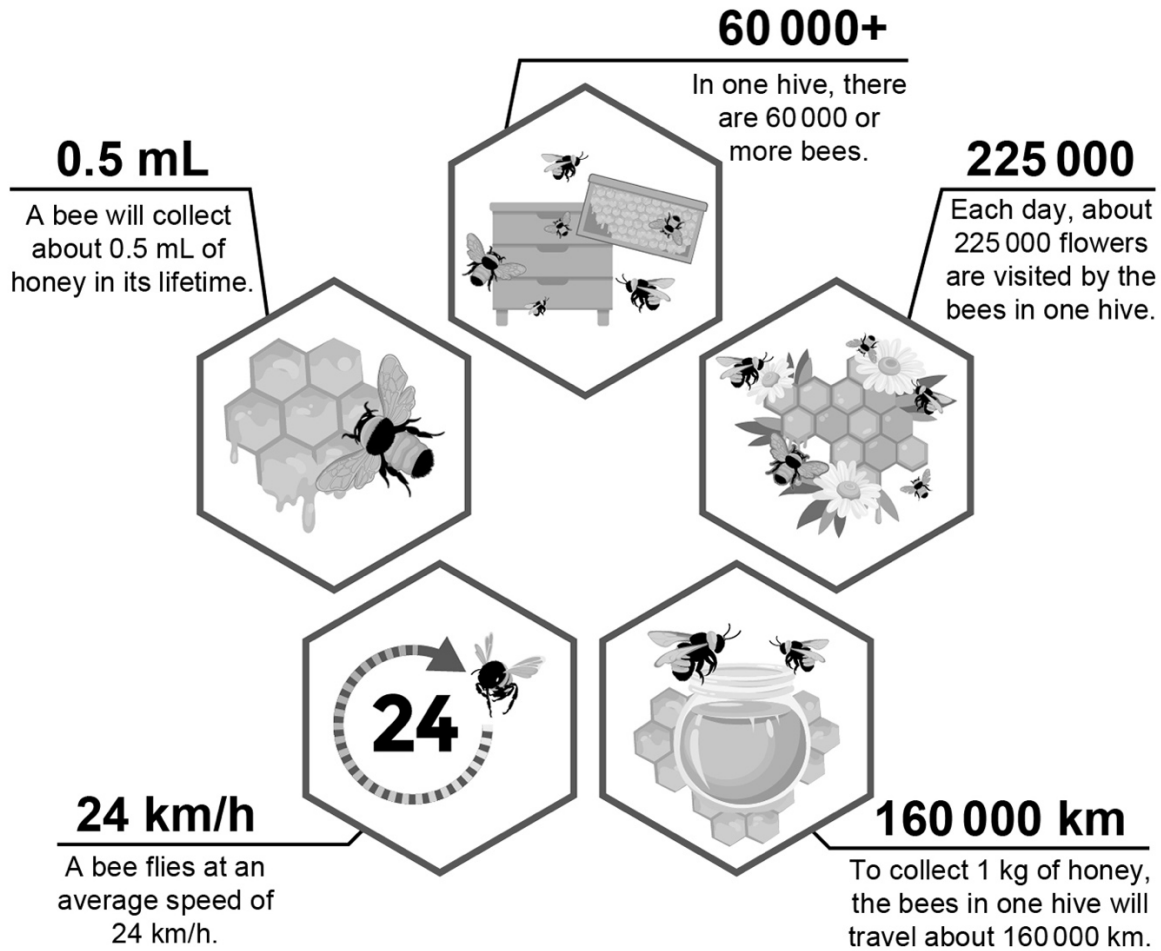 60 000+
In one hive, there
are 60 000 or
more bees.
0.5 mL
A bee will collect
about 0.5 mL of
honey in its lifetime.
225 000
Each day, about
225 000 flowers
are visited by the
bees in one hive.
24
24 km/h
A bee flies at an
average speed of
24 km/h.
160 000 km
To collect 1 kg of honey,
the bees in one hive will
travel about 160 000 km.